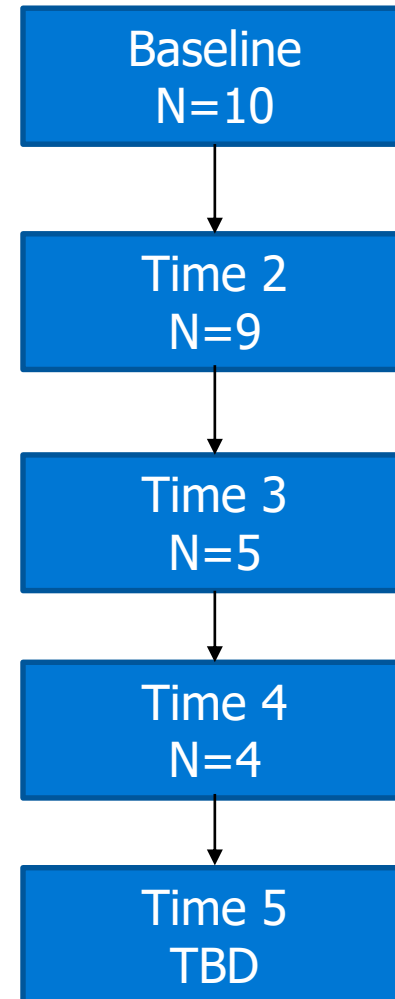 Baseline
N=10
Time 2
N=9
Time 3
N=5
Time 4
N=4
Time 5
TBD